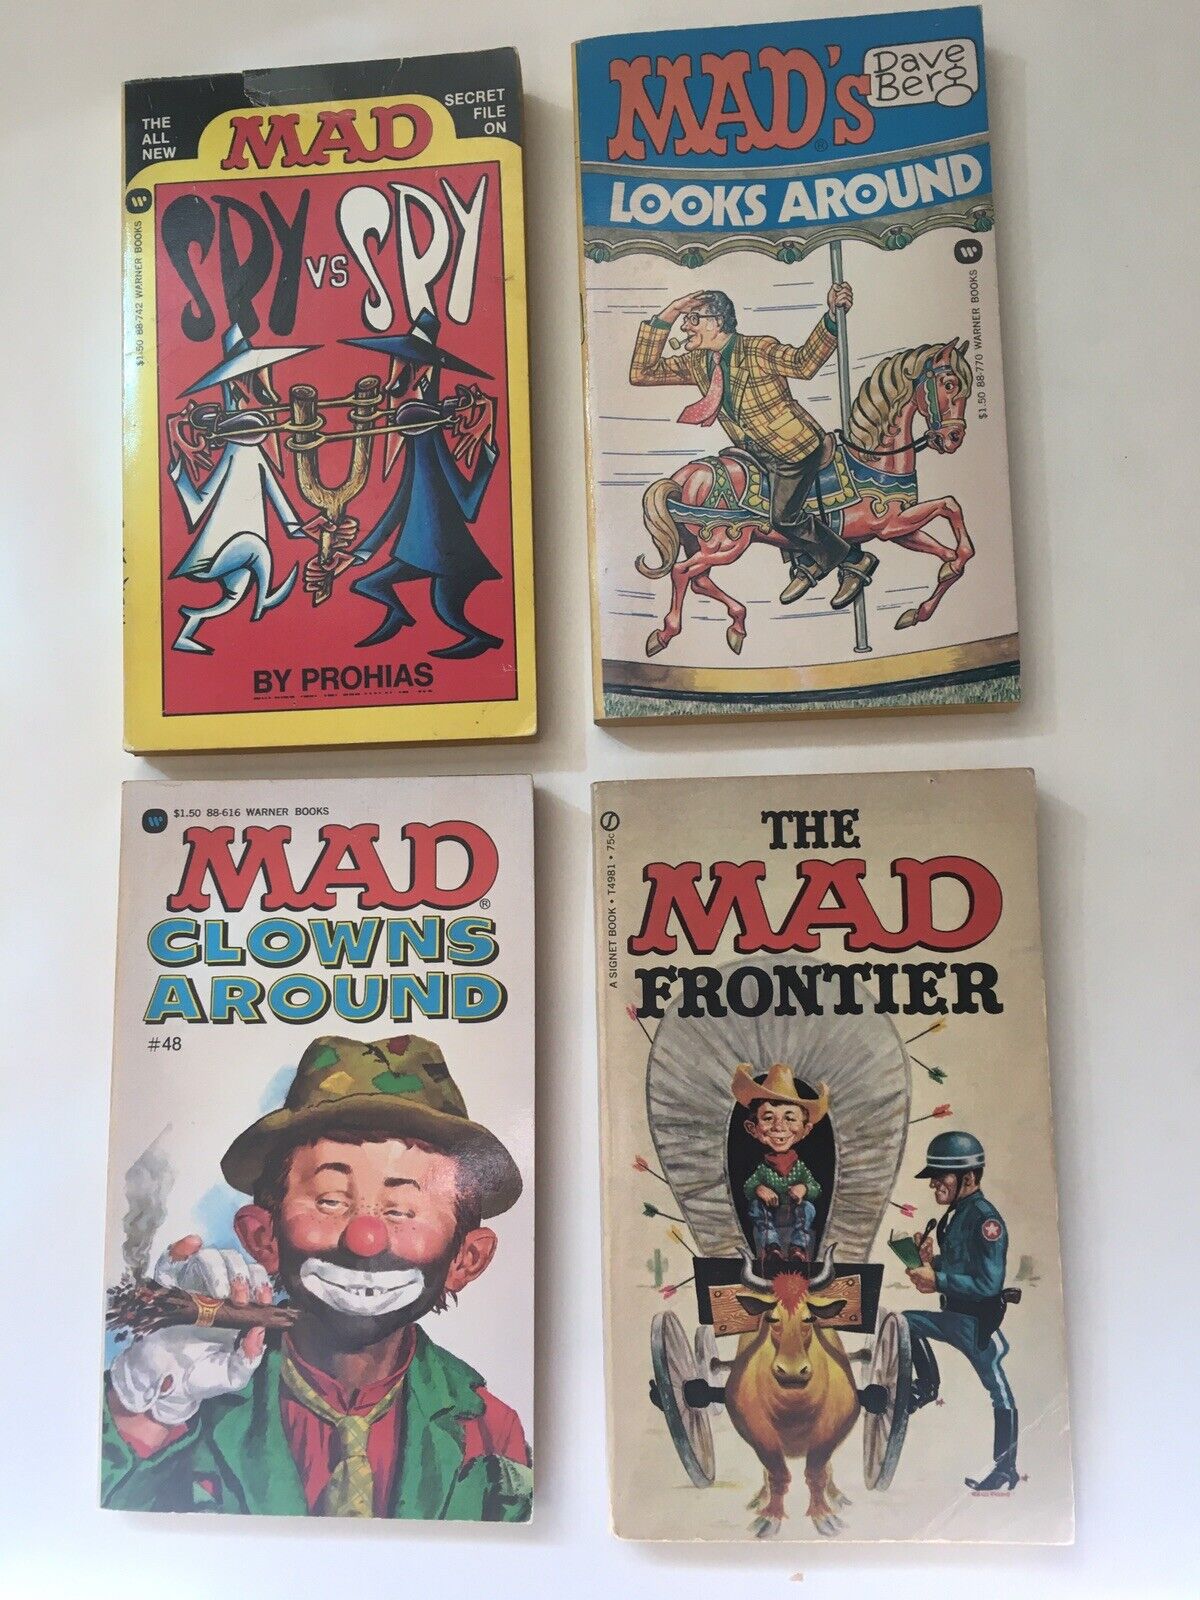 THE
ALL
NEW
MAD
SECRET
FILE
ON
SPY vs SPY
$1.50 88-742 WARNER BOOKS
BY PROHIAS
MAD's
Dave
Berg
LOOKS AROUND
$1.50 88-770 WARNER BOOKS
$1.50 88-616 WARNER BOOKS
MAD®
CLOWNS
AROUND
#48
THE
MAD
FRONTIER
A SIGNET BOOK • T4981 • 75c